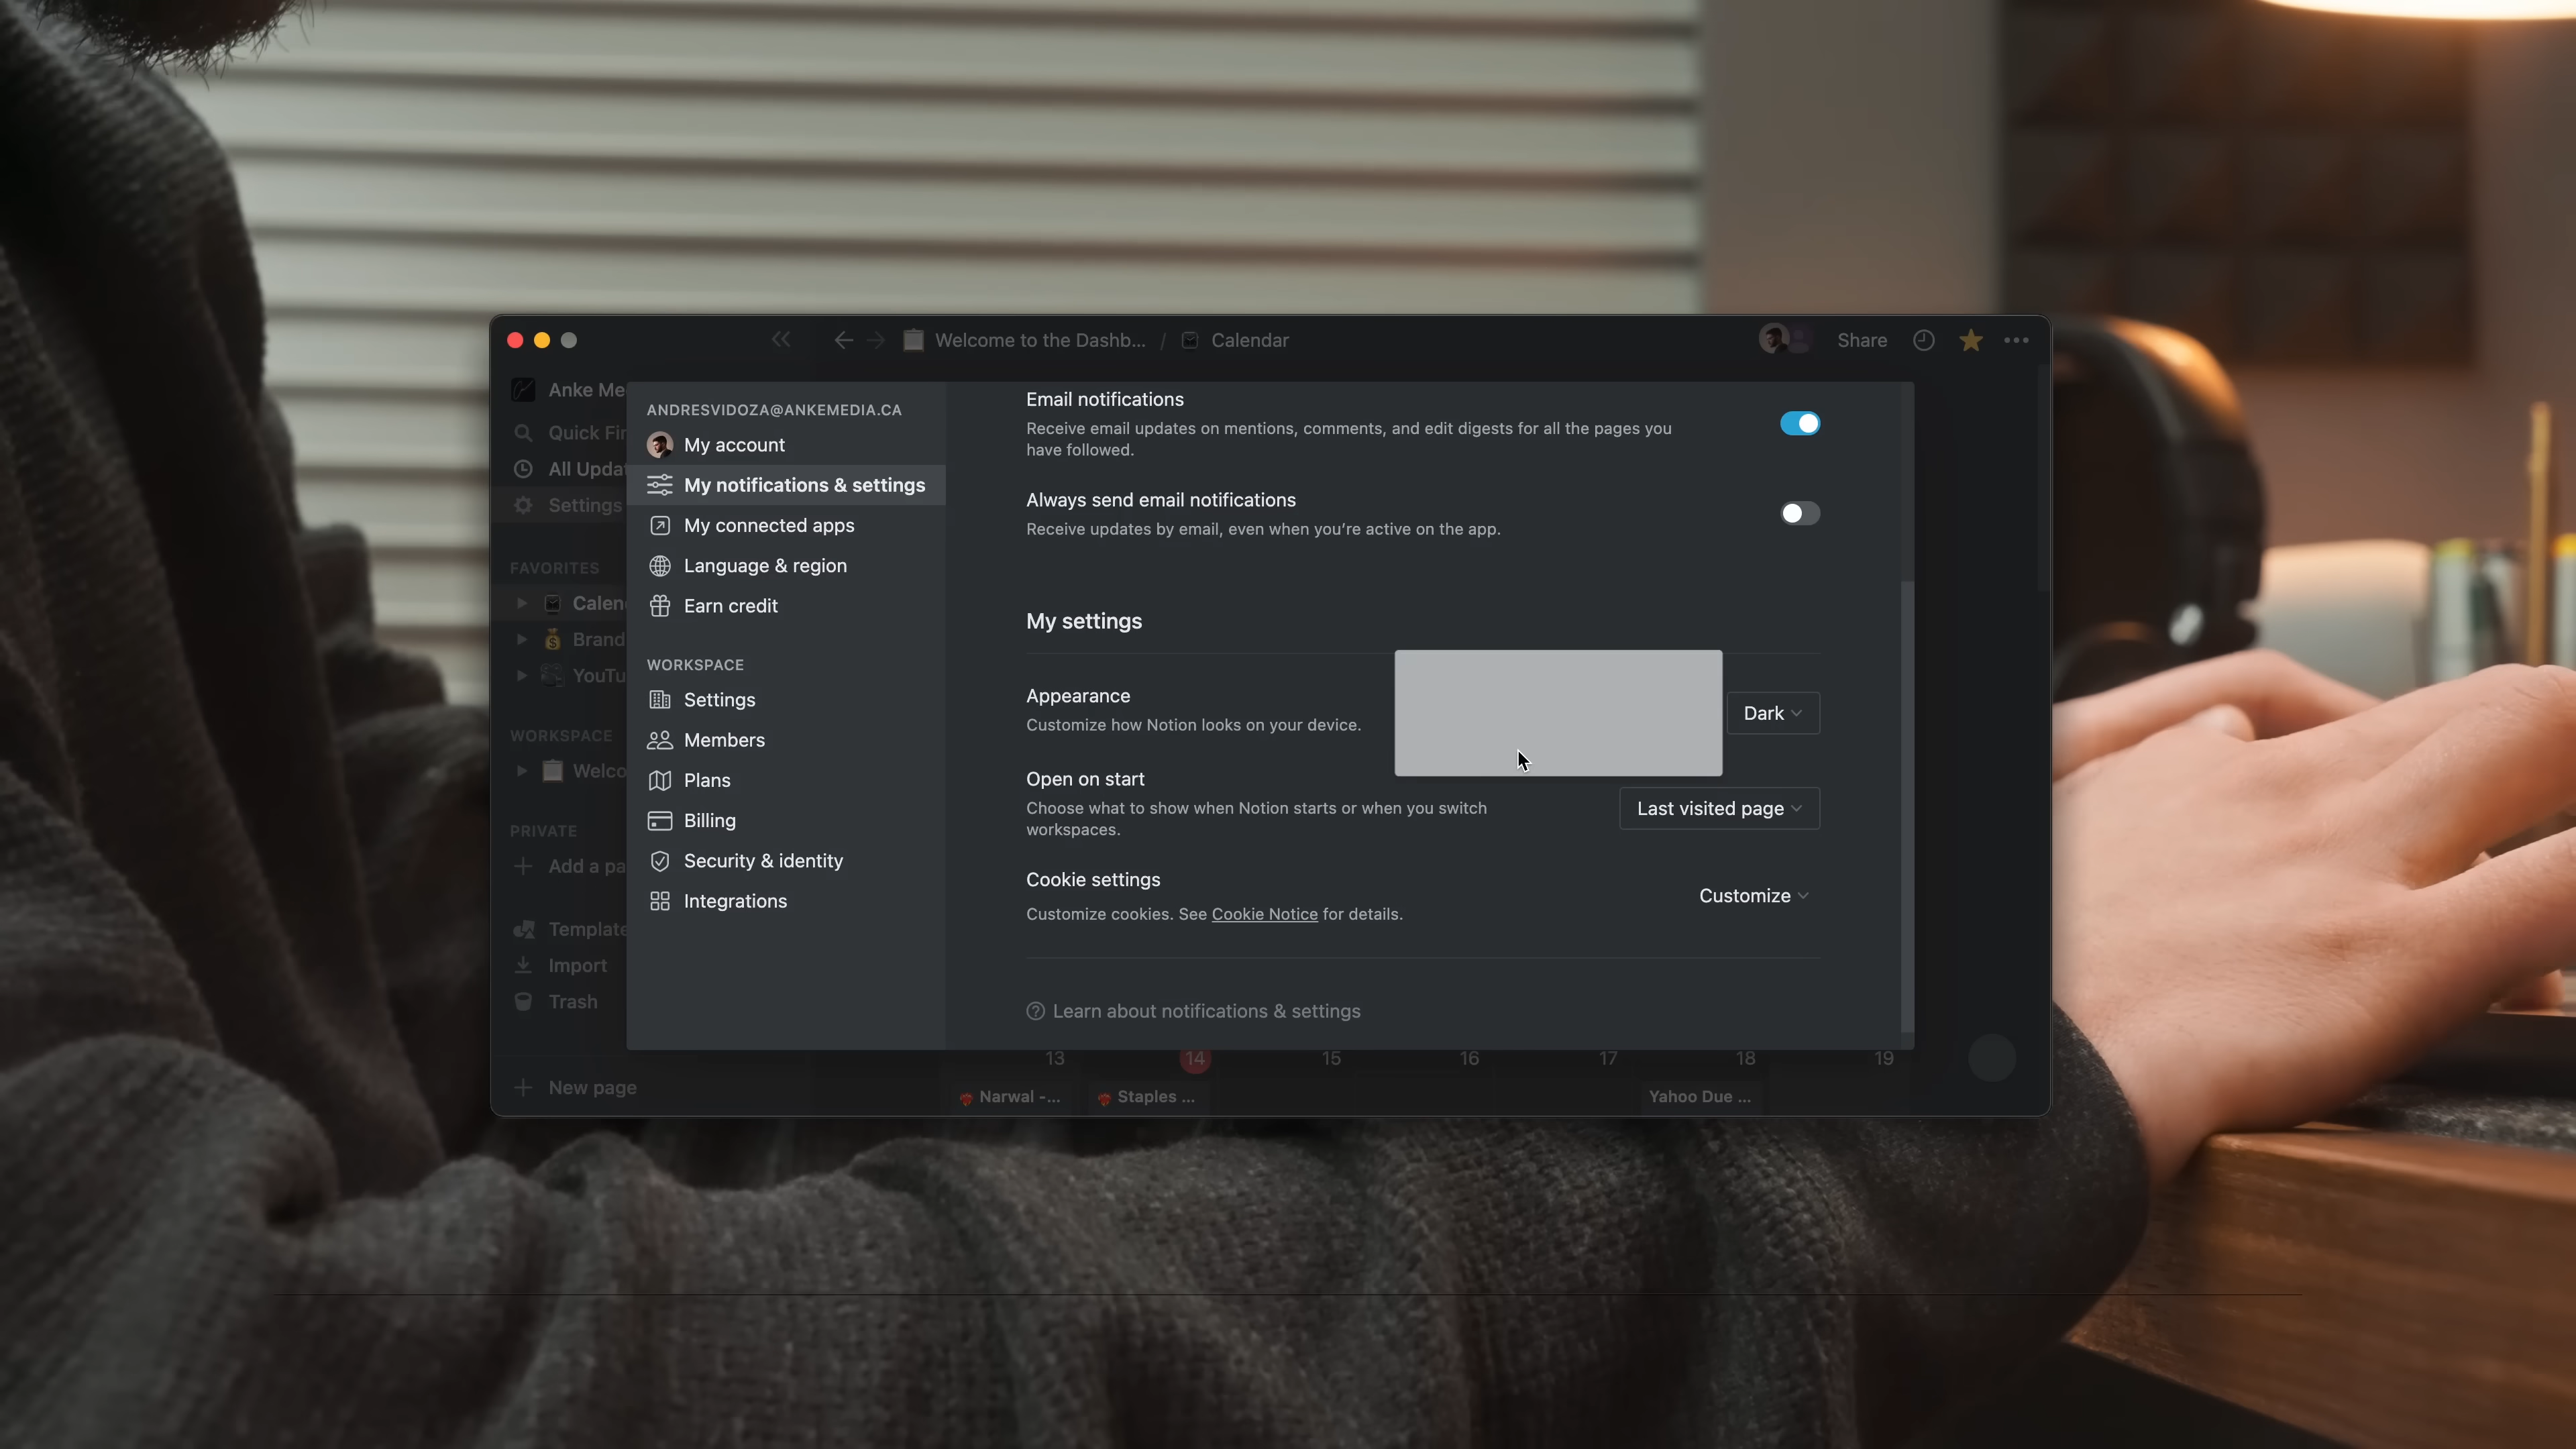 Welcome to the Dashb... / Calendar
Share
Anke Me
Quick Fin
All Updat
Settings
FAVORITES
Calen
Brand
YouTu
WORKSPACE
Welco
PRIVATE
Add a pa
Template
Import
Trash
New page
ANDRESVIDOZA@ANKEMEDIA.CA
My account
My notifications & settings
My connected apps
Language & region
Earn credit
WORKSPACE
Settings
Members
Plans
Billing
Security & identity
Integrations
Email notifications
Receive email updates on mentions, comments, and edit digests for all the pages you
have followed.
Always send email notifications
Receive updates by email, even when you’re active on the app.
My settings
Appearance
Customize how Notion looks on your device.
Dark
Open on start
Choose what to show when Notion starts or when you switch
workspaces.
Last visited page
Cookie settings
Customize cookies. See Cookie Notice for details.
Customize
Learn about notifications & settings
13 14 15 16 17 18 19
Narwal -... Staples ... Yahoo Due ...